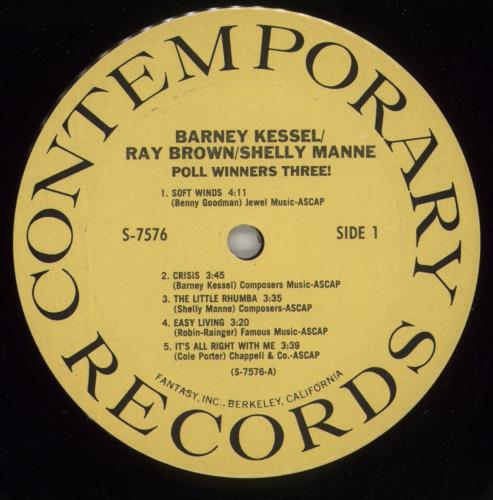 CONTEMPORARY RECORDS
BARNEY KESSEL/
RAY BROWN/SHELLY MANNE
POLL WINNERS THREE!
1. SOFT WINDS 4:11
(Benny Goodman) Jewel Music-ASCAP
S-7576 SIDE 1
2. CRISIS 3:45
(Barney Kessel) Composers Music-ASCAP
3. THE LITTLE RHUMBA 3:35
(Shelly Manne) Composers-ASCAP
4. EASY LIVING 3:20
(Robin-Rainger) Famous Music-ASCAP
5. IT'S ALL RIGHT WITH ME 3:39
(Cole Porter) Chappell & Co.-ASCAP
(S-7576-A)
FANTASY, INC., BERKELEY, CALIFORNIA